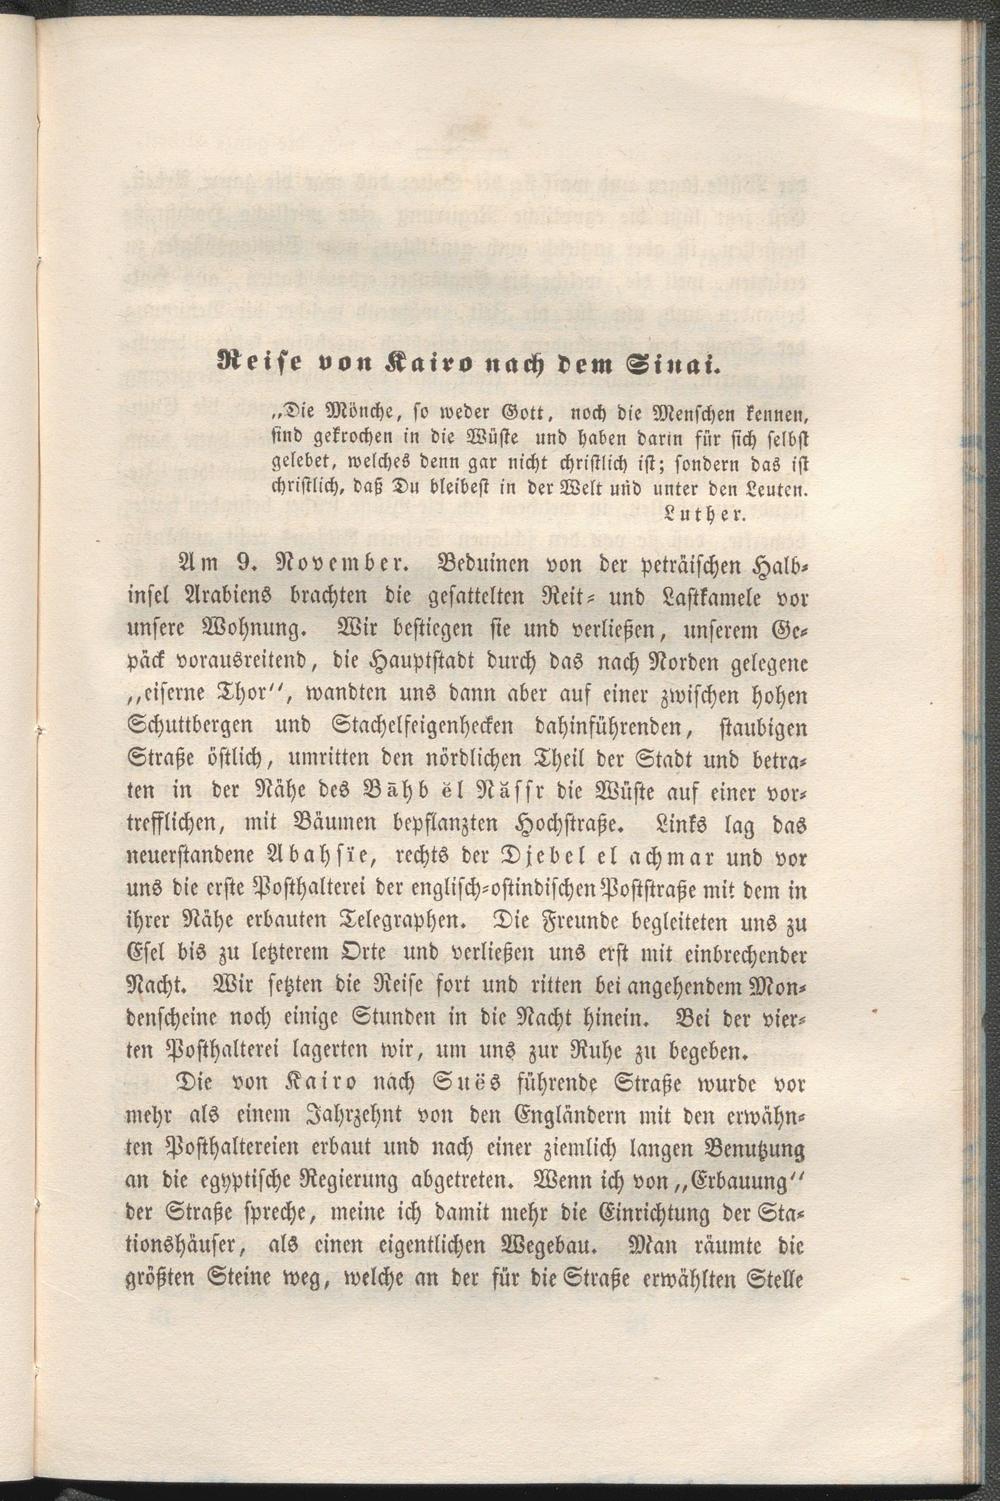 Reise von Kairo nach dem Sinai.
„Die Mönche, so weder Gott, noch die Menschen kennen,
sind gekrochen in die Wüste und haben darin für sich selbst
gelebet, welches denn gar nicht christlich ist; sondern das ist
christlich, daß Du bleibest in der Welt und unter den Leuten.
Luther.
Am 9. November. Beduinen von der peträischen Halb-
insel Arabiens brachten die gesattelten Reit- und Lastkamele vor
unsere Wohnung. Wir bestiegen sie und verließen, unserem Ge-
päck vorausreitend, die Hauptstadt durch das nach Norden gelegene
„eiserne Thor“, wandten uns dann aber auf einer zwischen hohen
Schuttbergen und Stachelfeigenhecken dahinführenden, staubigen
Straße östlich, umritten den nördlichen Theil der Stadt und betra-
ten in der Nähe des Bāhb ĕl Nāssr die Wüste auf einer vor-
trefflichen, mit Bäumen bepflanzten Hochstraße. Links lag das
neuerstandene Abahsïe, rechts der Djebel el achmar und vor
uns die erste Posthalterei der englisch-ostindischen Poststraße mit dem in
ihrer Nähe erbauten Telegraphen. Die Freunde begleiteten uns zu
Esel bis zu letzterem Orte und verließen uns erst mit einbrechender
Nacht. Wir setzten die Reise fort und ritten bei angehendem Mon-
denscheine noch einige Stunden in die Nacht hinein. Bei der vier-
ten Posthalterei lagerten wir, um uns zur Ruhe zu begeben.
Die von Kairo nach Suës führende Straße wurde vor
mehr als einem Jahrzehnt von den Engländern mit den erwähn-
ten Posthaltereien erbaut und nach einer ziemlich langen Benutzung
an die egyptische Regierung abgetreten. Wenn ich von „Erbauung“
der Straße spreche, meine ich damit mehr die Einrichtung der Sta-
tionshäuser, als einen eigentlichen Wegebau. Man räumte die
größten Steine weg, welche an der für die Straße erwählten Stelle